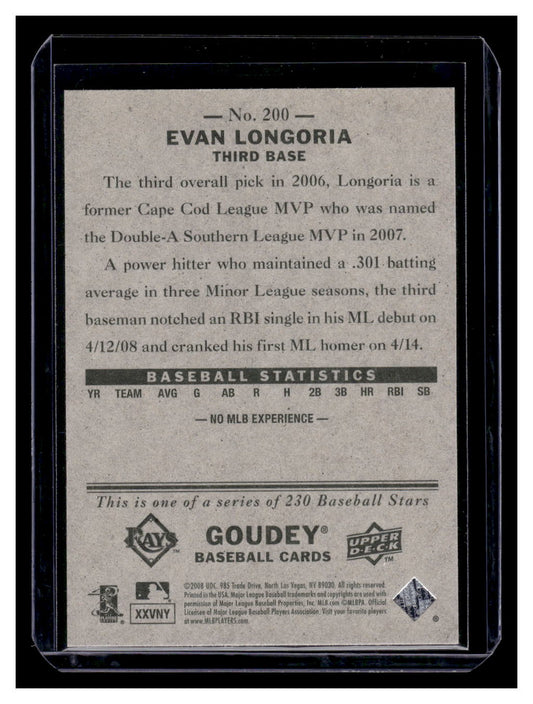 — No. 200 —
EVAN LONGORIA
THIRD BASE
The third overall pick in 2006, Longoria is a
former Cape Cod League MVP who was named
the Double-A Southern League MVP in 2007.
A power hitter who maintained a .301 batting
average in three Minor League seasons, the third
baseman notched an RBI single in his ML debut on
4/12/08 and cranked his first ML homer on 4/14.
BASEBALL STATISTICS
YR TEAM AVG G AB R H 2B 3B HR RBI SB
— NO MLB EXPERIENCE —
This is one of a series of 230 Baseball Stars
RAYS™
GOUDEY®
BASEBALL CARDS
UPPER
D·E·C·K
™
XXVNY
©2008 UDC. 985 Trade Drive, North Las Vegas, NV 89030. All rights reserved.
Printed in the USA. Major League Baseball trademarks and copyrights are used with
permission of Major League Baseball Properties, Inc. MLB.com ©MLBPA. Official
Licensee of Major League Baseball Players Association. Visit your favorite players
at www.MLBPLAYERS.com
®